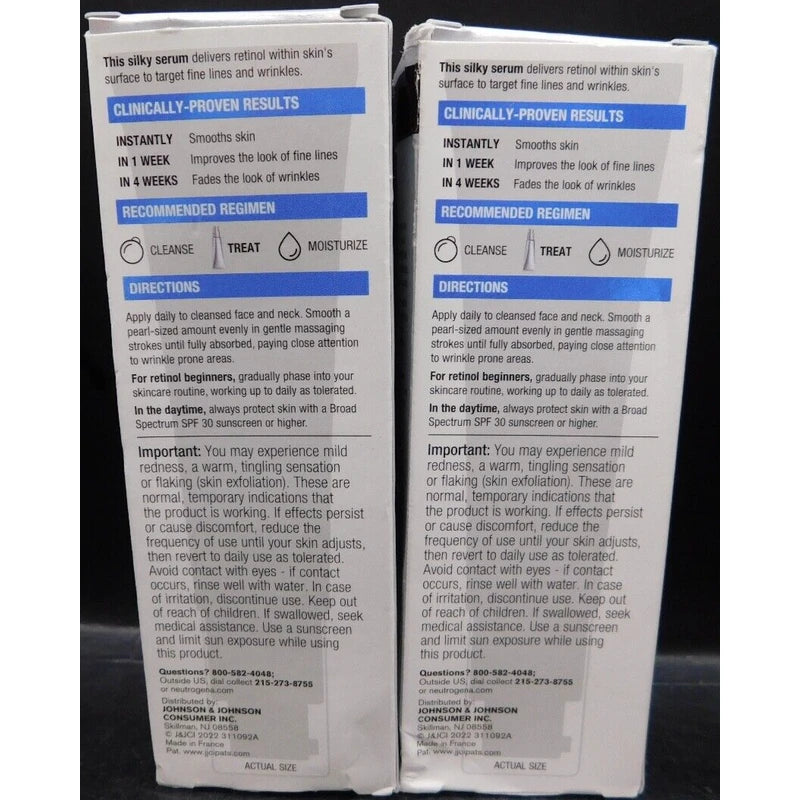 This silky serum delivers retinol within skin's
surface to target fine lines and wrinkles.
CLINICALLY-PROVEN RESULTS
INSTANTLY Smooths skin
IN 1 WEEK Improves the look of fine lines
IN 4 WEEKS Fades the look of wrinkles
RECOMMENDED REGIMEN
CLEANSE TREAT MOISTURIZE
DIRECTIONS
Apply daily to cleansed face and neck. Smooth a
pearl-sized amount evenly in gentle massaging
strokes until fully absorbed, paying close attention
to wrinkle prone areas.
For retinol beginners, gradually phase into your
skincare routine, working up to daily as tolerated.
In the daytime, always protect skin with a Broad
Spectrum SPF 30 sunscreen or higher.
Important: You may experience mild
redness, a warm, tingling sensation
or flaking (skin exfoliation). These are
normal, temporary indications that
the product is working. If effects persist
or cause discomfort, reduce the
frequency of use until your skin adjusts,
then revert to daily use as tolerated.
Avoid contact with eyes - if contact
occurs, rinse well with water. In case
of irritation, discontinue use. Keep out
of reach of children. If swallowed, seek
medical assistance. Use a sunscreen
and limit sun exposure while using
this product.
Questions? 800-582-4048;
Outside US, dial collect 215-273-8755
or neutrogena.com
Distributed by:
JOHNSON & JOHNSON
CONSUMER INC.
Skillman, NJ 08558
© J&JCI 2022 311092A
Made in France
Pat. www.jjcipats.com
ACTUAL SIZE
This silky serum delivers retinol within skin's
surface to target fine lines and wrinkles.
CLINICALLY-PROVEN RESULTS
INSTANTLY Smooths skin
IN 1 WEEK Improves the look of fine lines
IN 4 WEEKS Fades the look of wrinkles
RECOMMENDED REGIMEN
CLEANSE TREAT MOISTURIZE
DIRECTIONS
Apply daily to cleansed face and neck. Smooth a
pearl-sized amount evenly in gentle massaging
strokes until fully absorbed, paying close attention
to wrinkle prone areas.
For retinol beginners, gradually phase into your
skincare routine, working up to daily as tolerated.
In the daytime, always protect skin with a Broad
Spectrum SPF 30 sunscreen or higher.
Important: You may experience mild
redness, a warm, tingling sensation
or flaking (skin exfoliation). These are
normal, temporary indications that
the product is working. If effects persist
or cause discomfort, reduce the
frequency of use until your skin adjusts,
then revert to daily use as tolerated.
Avoid contact with eyes - if contact
occurs, rinse well with water. In case
of irritation, discontinue use. Keep out
of reach of children. If swallowed, seek
medical assistance. Use a sunscreen
and limit sun exposure while using
this product.
Questions? 800-582-4048;
Outside US, dial collect 215-273-8755
or neutrogena.com
Distributed by:
JOHNSON & JOHNSON
CONSUMER INC.
Skillman, NJ 08558
© J&JCI 2022 311092A
Made in France
Pat. www.jjcipats.com
ACTUAL SIZE